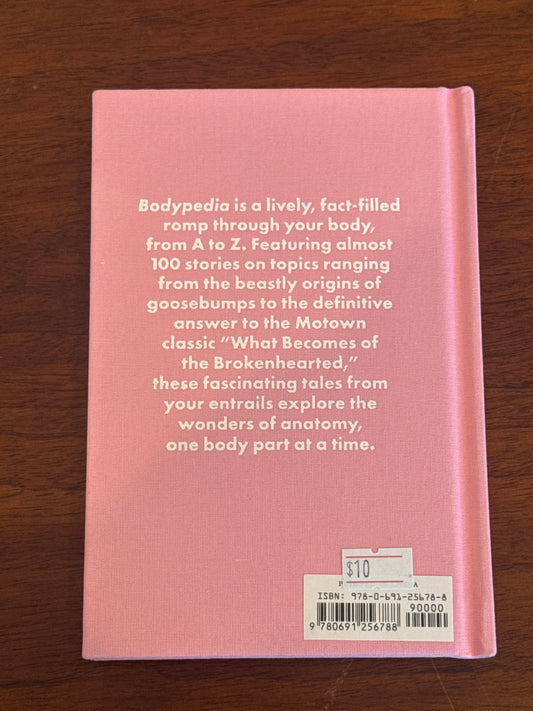 Bodypedia is a lively, fact-filled
romp through your body,
from A to Z. Featuring almost
100 stories on topics ranging
from the beastly origins of
goosebumps to the definitive
answer to the Motown
classic “What Becomes of
the Brokenhearted,”
these fascinating tales from
your entrails explore the
wonders of anatomy,
one body part at a time.
$10
ISBN: 978-0-691-25678-8
90000
9 780691 256788